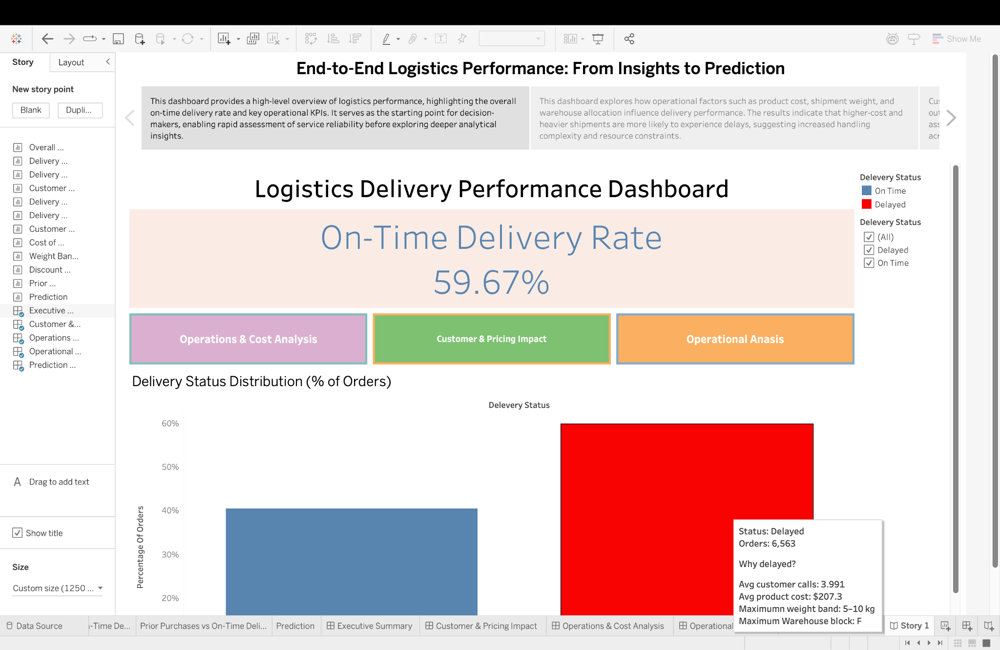 Show Me
Story
Layout
New story point
Blank
Dupli...
Overall ...
Delivery ...
Delivery ...
Customer ...
Delivery ...
Delivery ...
Customer ...
Cost of ...
Weight Ban...
Discount ...
Prior ...
Prediction
Executive ...
Customer &...
Operations ...
Operational ...
Prediction ...
A Drag to add text
Show title
Size
Custom size (1250 ...
End-to-End Logistics Performance: From Insights to Prediction
This dashboard provides a high-level overview of logistics performance, highlighting the overall
on-time delivery rate and key operational KPIs. It serves as the starting point for decision-
makers, enabling rapid assessment of service reliability before exploring deeper analytical
insights.
This dashboard explores how operational factors such as product cost, shipment weight, and
warehouse allocation influence delivery performance. The results indicate that higher-cost and
heavier shipments are more likely to experience delays, suggesting increased handling
complexity and resource constraints.
Logistics Delivery Performance Dashboard
On-Time Delivery Rate
59.67%
Delevery Status
On Time
Delayed
Delevery Status
(All)
Delayed
On Time
Operations & Cost Analysis
Customer & Pricing Impact
Operational Anasis
Delivery Status Distribution (% of Orders)
Delevery Status
Percentage Of Orders
60%
50%
40%
30%
20%
Status: Delayed
Orders: 6,563
Why delayed?
Avg customer calls: 3.991
Avg product cost: $207.3
Maximumn weight band: 5–10 kg
Maximum Warehouse block: F
Data Source
-Time De...
Prior Purchases vs On-Time Deli...
Prediction
Executive Summary
Customer & Pricing Impact
Operations & Cost Analysis
Operational
Story 1